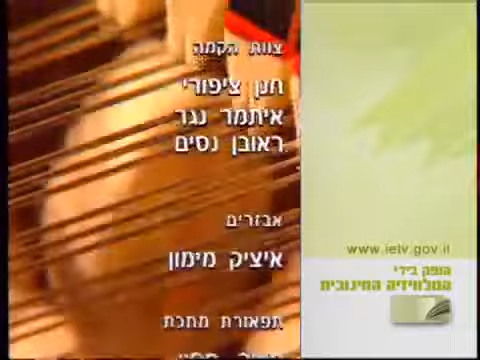 צוות הקמה
חנן ציפורי
איתמר נגר
ראובן נסים
אבזרים
איציק מימון
תפאורת מתכת
www.ietv.gov.il
הופק בידי
הטלוויזיה החינוכית